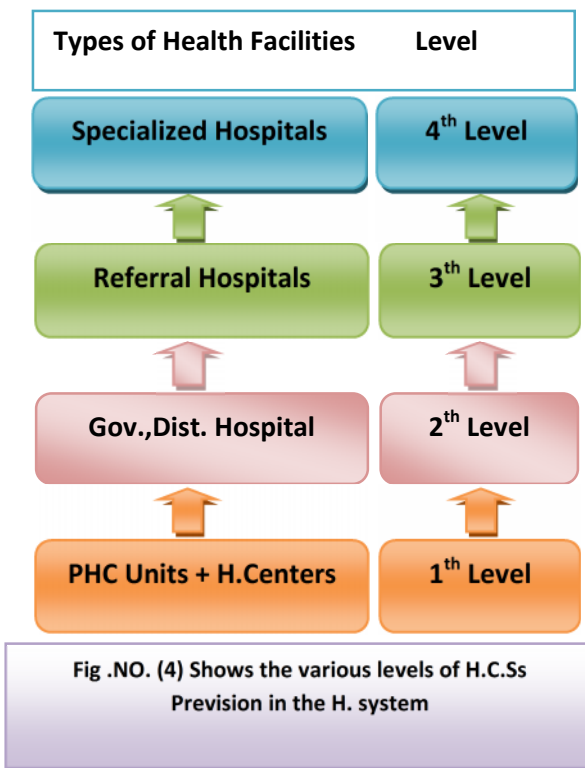 Types of Health Facilities Level
Specialized Hospitals 4th Level
Referral Hospitals 3th Level
Gov.,Dist. Hospital 2th Level
PHC Units + H.Centers 1th Level
Fig .NO. (4) Shows the various levels of H.C.Ss
Prevision in the H. system